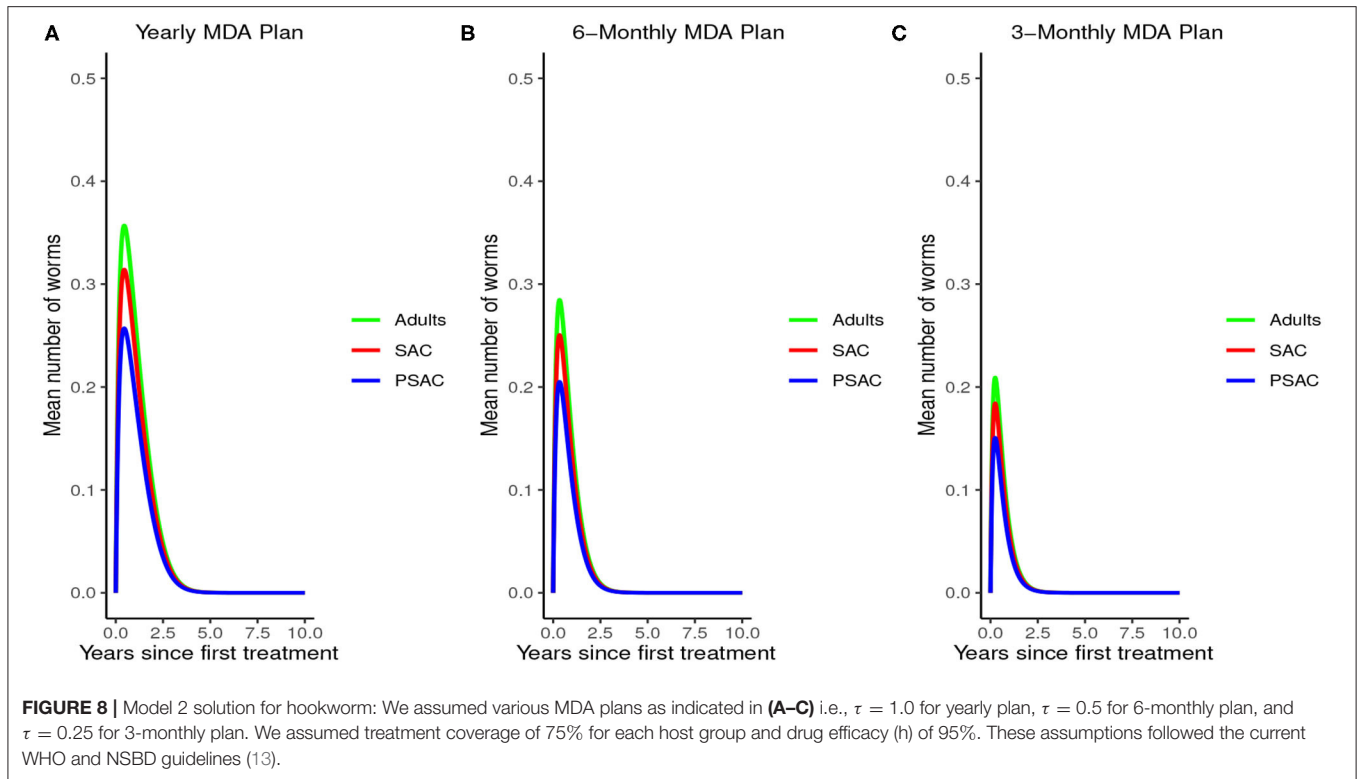 A
Yearly MDA Plan
0.5
0.4
0.3
0.2
0.1
0.0
Mean number of worms
Adults
SAC
PSAC
0.0 2.5 5.0 7.5 10.0
Years since first treatment
B
6−Monthly MDA Plan
0.5
0.4
0.3
0.2
0.1
0.0
Mean number of worms
Adults
SAC
PSAC
0.0 2.5 5.0 7.5 10.0
Years since first treatment
C
3−Monthly MDA Plan
0.5
0.4
0.3
0.2
0.1
0.0
Mean number of worms
Adults
SAC
PSAC
0.0 2.5 5.0 7.5 10.0
Years since first treatment
FIGURE 8 | Model 2 solution for hookworm: We assumed various MDA plans as indicated in (A–C) i.e., τ = 1.0 for yearly plan, τ = 0.5 for 6-monthly plan, and
τ = 0.25 for 3-monthly plan. We assumed treatment coverage of 75% for each host group and drug efficacy (h) of 95%. These assumptions followed the current
WHO and NSBD guidelines (13).